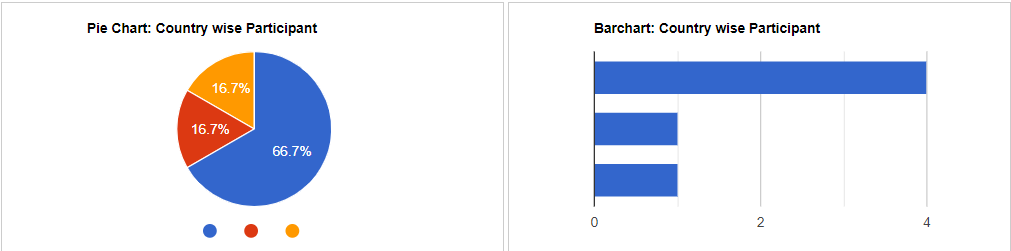 Pie Chart: Country wise Participant
16.7%
16.7%
66.7%
Barchart: Country wise Participant
0 2 4